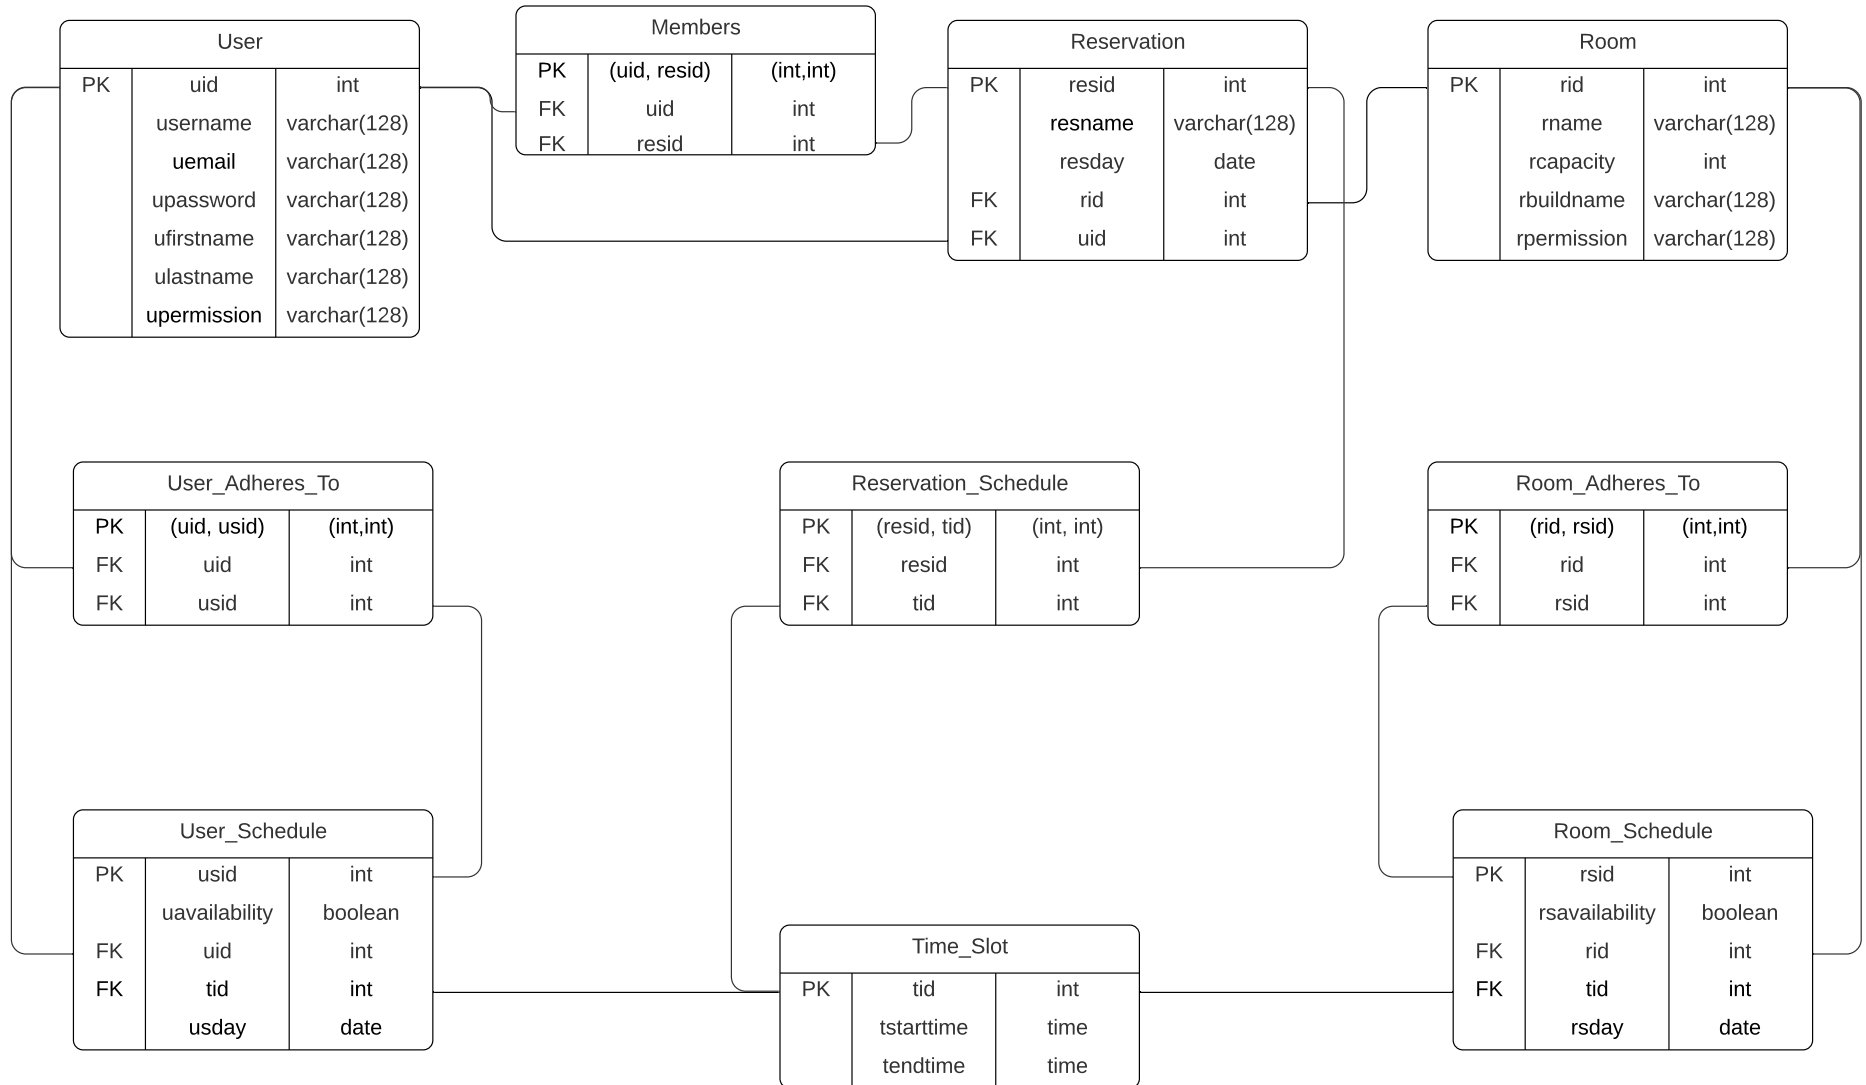 User
PK uid int
username varchar(128)
uemail varchar(128)
upassword varchar(128)
ufirstname varchar(128)
ulastname varchar(128)
upermission varchar(128)
Members
PK (uid, resid) (int,int)
FK uid int
FK resid int
Reservation
PK resid int
resname varchar(128)
resday date
FK rid int
FK uid int
Room
PK rid int
rname varchar(128)
rcapacity int
rbuildname varchar(128)
rpermission varchar(128)
User_Adheres_To
PK (uid, usid) (int,int)
FK uid int
FK usid int
Reservation_Schedule
PK (resid, tid) (int, int)
FK resid int
FK tid int
Room_Adheres_To
PK (rid, rsid) (int,int)
FK rid int
FK rsid int
User_Schedule
PK usid int
uavailability boolean
FK uid int
FK tid int
usday date
Time_Slot
PK tid int
tstarttime time
tendtime time
Room_Schedule
PK rsid int
rsavailability boolean
FK rid int
FK tid int
rsday date